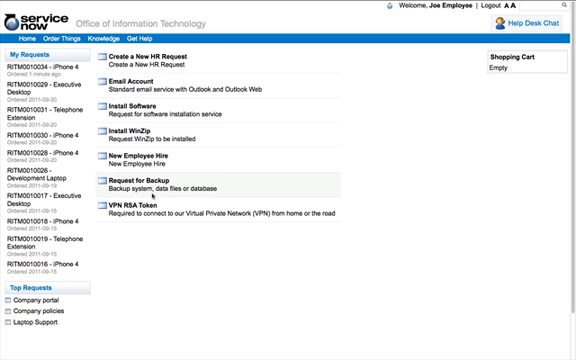 Welcome, Joe Employee | Logout A A
service now
Office of Information Technology
Help Desk Chat
Home Order Things Knowledge Get Help
My Requests
RITM0010034 - iPhone 4
Ordered 1 minute ago
RITM0010029 - Executive
Desktop
Ordered 2011-09-20
RITM0010031 - Telephone
Extension
Ordered 2011-09-20
RITM0010030 - iPhone 4
Ordered 2011-09-20
RITM0010028 - iPhone 4
Ordered 2011-09-20
RITM0010026 -
Development Laptop
Ordered 2011-09-19
RITM0010017 - Executive
Desktop
Ordered 2011-09-15
RITM0010018 - iPhone 4
Ordered 2011-09-15
RITM0010019 - Telephone
Extension
Ordered 2011-09-15
RITM0010016 - iPhone 4
Ordered 2011-09-15
Top Requests
Company portal
Company policies
Laptop Support
Create a New HR Request
Create a New HR Request
Email Account
Standard email service with Outlook and Outlook Web
Install Software
Request for software installation service
Install WinZip
Request WinZip to be installed
New Employee Hire
New Employee Hire
Request for Backup
Backup system, data files or database
VPN RSA Token
Required to connect to our Virtual Private Network (VPN) from home or the road
Shopping Cart
Empty